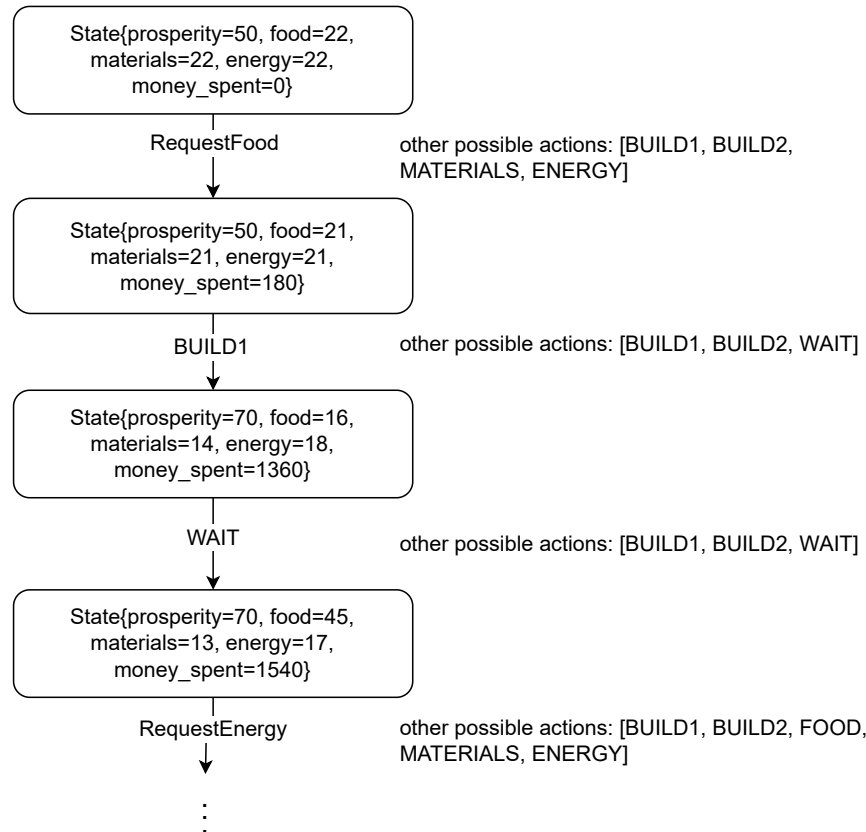 State{prosperity=50, food=22,
materials=22, energy=22,
money_spent=0}
RequestFood
other possible actions: [BUILD1, BUILD2,
MATERIALS, ENERGY]
State{prosperity=50, food=21,
materials=21, energy=21,
money_spent=180}
BUILD1
other possible actions: [BUILD1, BUILD2, WAIT]
State{prosperity=70, food=16,
materials=14, energy=18,
money_spent=1360}
WAIT
other possible actions: [BUILD1, BUILD2, WAIT]
State{prosperity=70, food=45,
materials=13, energy=17,
money_spent=1540}
RequestEnergy
other possible actions: [BUILD1, BUILD2, FOOD,
MATERIALS, ENERGY]